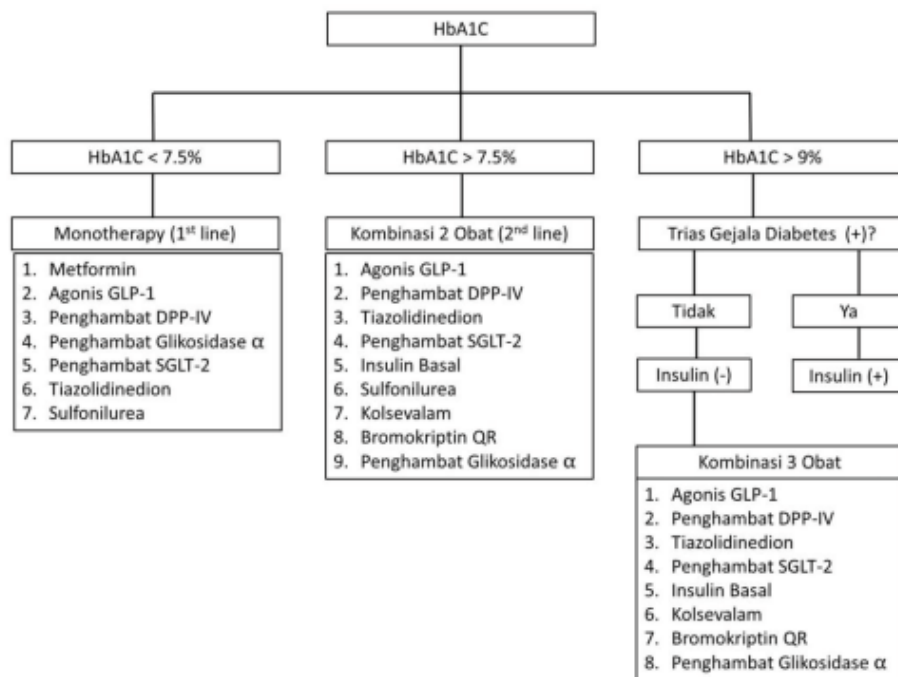 HbA1C
HbA1C < 7.5%
HbA1C > 7.5%
HbA1C > 9%
Monotherapy (1st line)
1. Metformin
2. Agonis GLP-1
3. Penghambat DPP-IV
4. Penghambat Glikosidase α
5. Penghambat SGLT-2
6. Tiazolidinedion
7. Sulfonilurea
Kombinasi 2 Obat (2nd line)
1. Agonis GLP-1
2. Penghambat DPP-IV
3. Tiazolidinedion
4. Penghambat SGLT-2
5. Insulin Basal
6. Sulfonilurea
7. Kolsevalam
8. Bromokriptin QR
9. Penghambat Glikosidase α
Trias Gejala Diabetes (+)?
Tidak
Ya
Insulin (-)
Insulin (+)
Kombinasi 3 Obat
1. Agonis GLP-1
2. Penghambat DPP-IV
3. Tiazolidinedion
4. Penghambat SGLT-2
5. Insulin Basal
6. Kolsevalam
7. Bromokriptin QR
8. Penghambat Glikosidase α